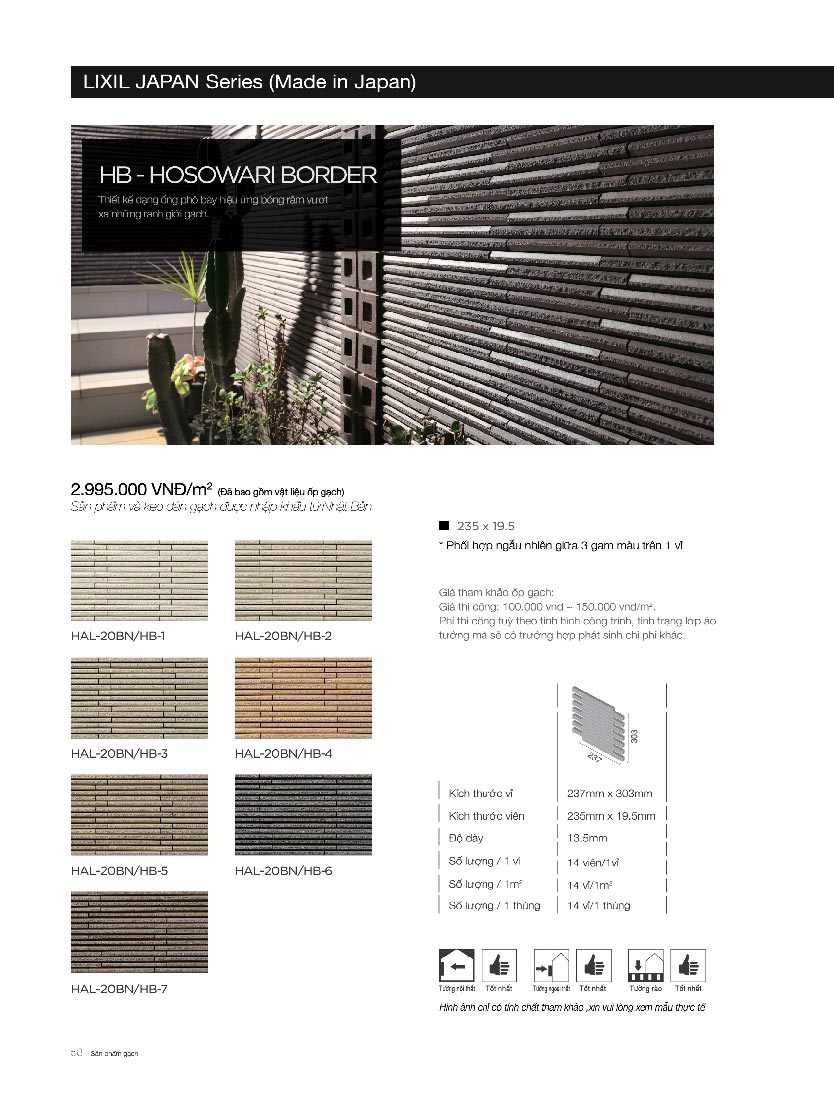 LIXIL JAPAN Series (Made in Japan)
HB - HOSOWARI BORDER
Thiết kế dạng ống phô bày hiệu ứng bóng râm vượt
xa những ranh giới gạch.
2.995.000 VNĐ/m² (Đã bao gồm vật liệu ốp gạch)
Sản phẩm và keo dán gạch được nhập khẩu từ Nhật Bản
HAL-20BN/HB-1
HAL-20BN/HB-2
HAL-20BN/HB-3
HAL-20BN/HB-4
HAL-20BN/HB-5
HAL-20BN/HB-6
HAL-20BN/HB-7
■ 235 x 19.5
* Phối hợp ngẫu nhiên giữa 3 gam màu trên 1 vỉ
Giá tham khảo ốp gạch:
Giá thi công: 100.000 vnd ~ 150.000 vnd/m².
Phí thi công tuỳ theo tình hình công trình, tình trạng lớp áo
tường mà sẽ có trường hợp phát sinh chi phí khác.
303
237
Kích thước vỉ 237mm x 303mm
Kích thước viên 235mm x 19.5mm
Độ dày 13.5mm
Số lượng / 1 vỉ 14 viên/1vỉ
Số lượng / 1m² 14 vỉ/1m²
Số lượng / 1 thùng 14 vỉ/1 thùng
Tường nội thất Tốt nhất Tường ngoại thất Tốt nhất Tường rào Tốt nhất
Hình ảnh chỉ có tính chất tham khảo ,xin vui lòng xem mẫu thực tế
58 Sản phẩm gạch